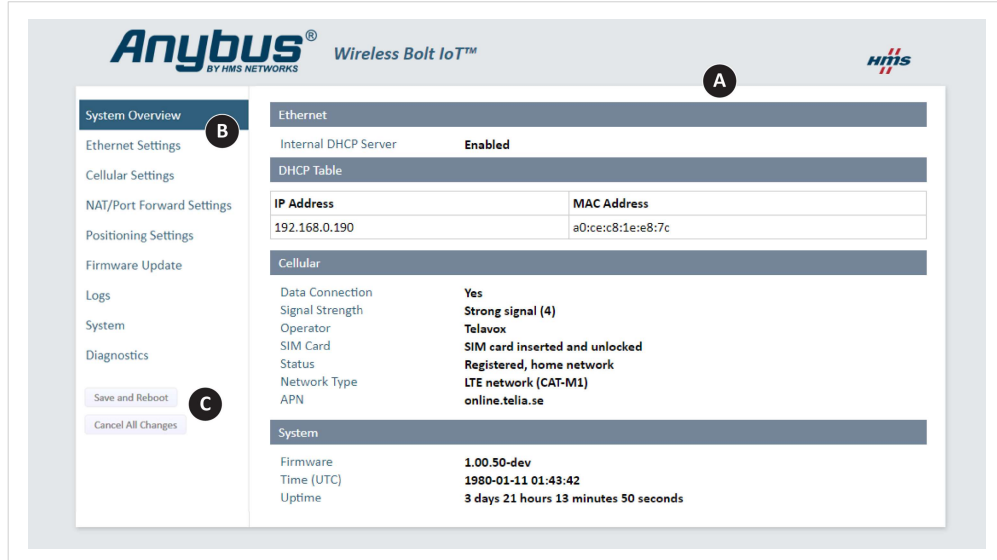 Anybus®
BY HMS NETWORKS
Wireless Bolt IoT™
HMS
A
System Overview
B
Ethernet Settings
Cellular Settings
NAT/Port Forward Settings
Positioning Settings
Firmware Update
Logs
System
Diagnostics
Save and Reboot
C
Cancel All Changes
Ethernet
Internal DHCP Server Enabled
DHCP Table
IP Address MAC Address
192.168.0.190 a0:ce:c8:1e:e8:7c
Cellular
Data Connection Yes
Signal Strength Strong signal (4)
Operator Telavox
SIM Card SIM card inserted and unlocked
Status Registered, home network
Network Type LTE network (CAT-M1)
APN online.telia.se
System
Firmware 1.00.50-dev
Time (UTC) 1980-01-11 01:43:42
Uptime 3 days 21 hours 13 minutes 50 seconds